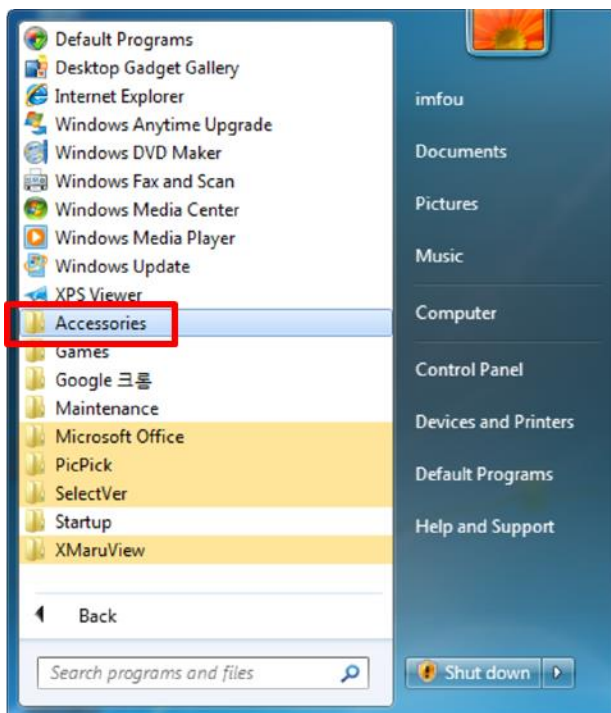 Default Programs
Desktop Gadget Gallery
Internet Explorer
Windows Anytime Upgrade
Windows DVD Maker
Windows Fax and Scan
Windows Media Center
Windows Media Player
Windows Update
XPS Viewer
Accessories
Games
Google 크롬
Maintenance
Microsoft Office
PicPick
SelectVer
Startup
XMaruView
Back
Search programs and files
imfou
Documents
Pictures
Music
Computer
Control Panel
Devices and Printers
Default Programs
Help and Support
Shut down